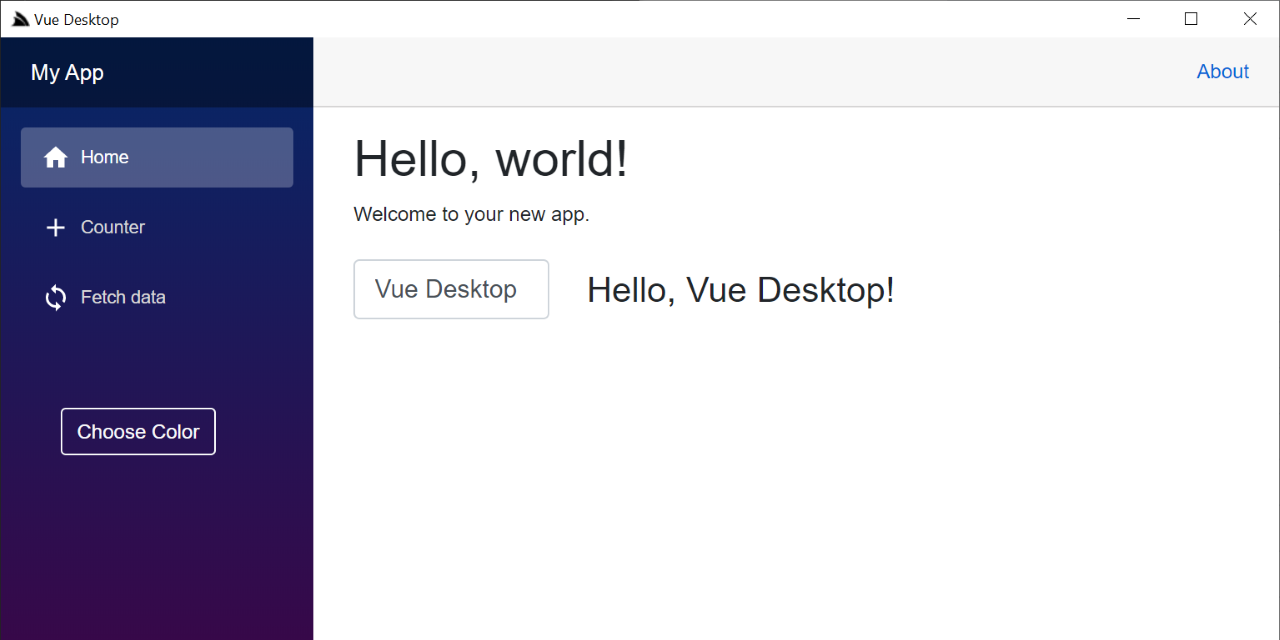 Vue Desktop
My App
About
Home
Counter
Fetch data
Choose Color
Hello, world!
Welcome to your new app.
Vue Desktop
Hello, Vue Desktop!